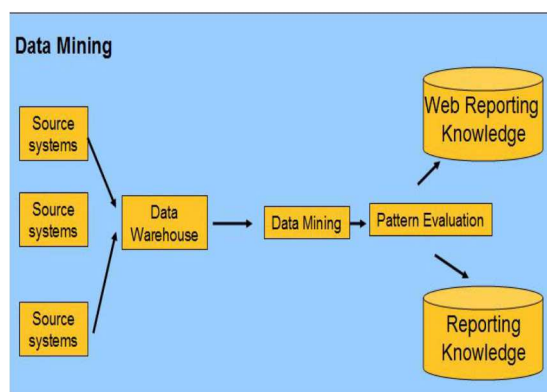 Data Mining
Source
systems
Source
systems
Source
systems
Data
Warehouse
Data Mining
Pattern Evaluation
Web Reporting
Knowledge
Reporting
Knowledge